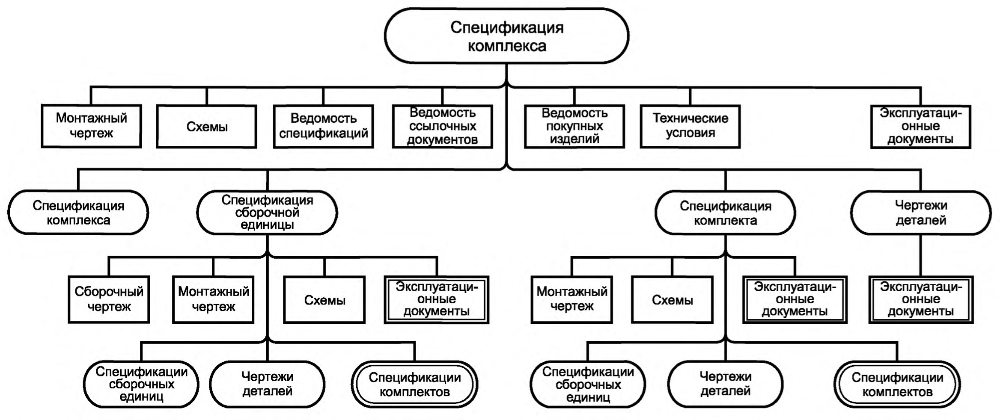 Спецификация
комплекса
Монтажный
чертеж
Схемы
Ведомость
спецификаций
Ведомость
ссылочных
документов
Ведомость
покупных
изделий
Технические
условия
Эксплуатаци-
онные
документы
Спецификация
комплекса
Спецификация
сборочной
единицы
Спецификация
комплекта
Чертежи
деталей
Сборочный
чертеж
Монтажный
чертеж
Схемы
Эксплуатаци-
онные
документы
Монтажный
чертеж
Схемы
Эксплуатаци-
онные
документы
Эксплуатаци-
онные
документы
Спецификации
сборочных
единиц
Чертежи
деталей
Спецификации
комплектов
Спецификации
сборочных
единиц
Чертежи
деталей
Спецификации
комплектов